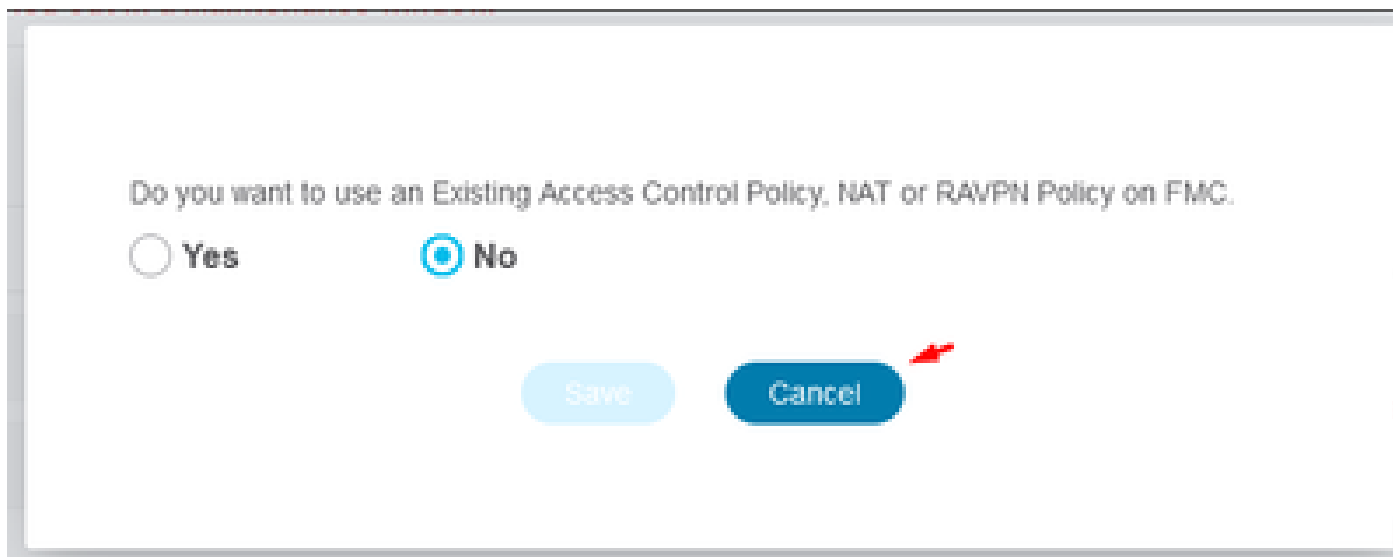 Do you want to use an Existing Access Control Policy, NAT or RAVPN Policy on FMC.
Yes No
Save Cancel